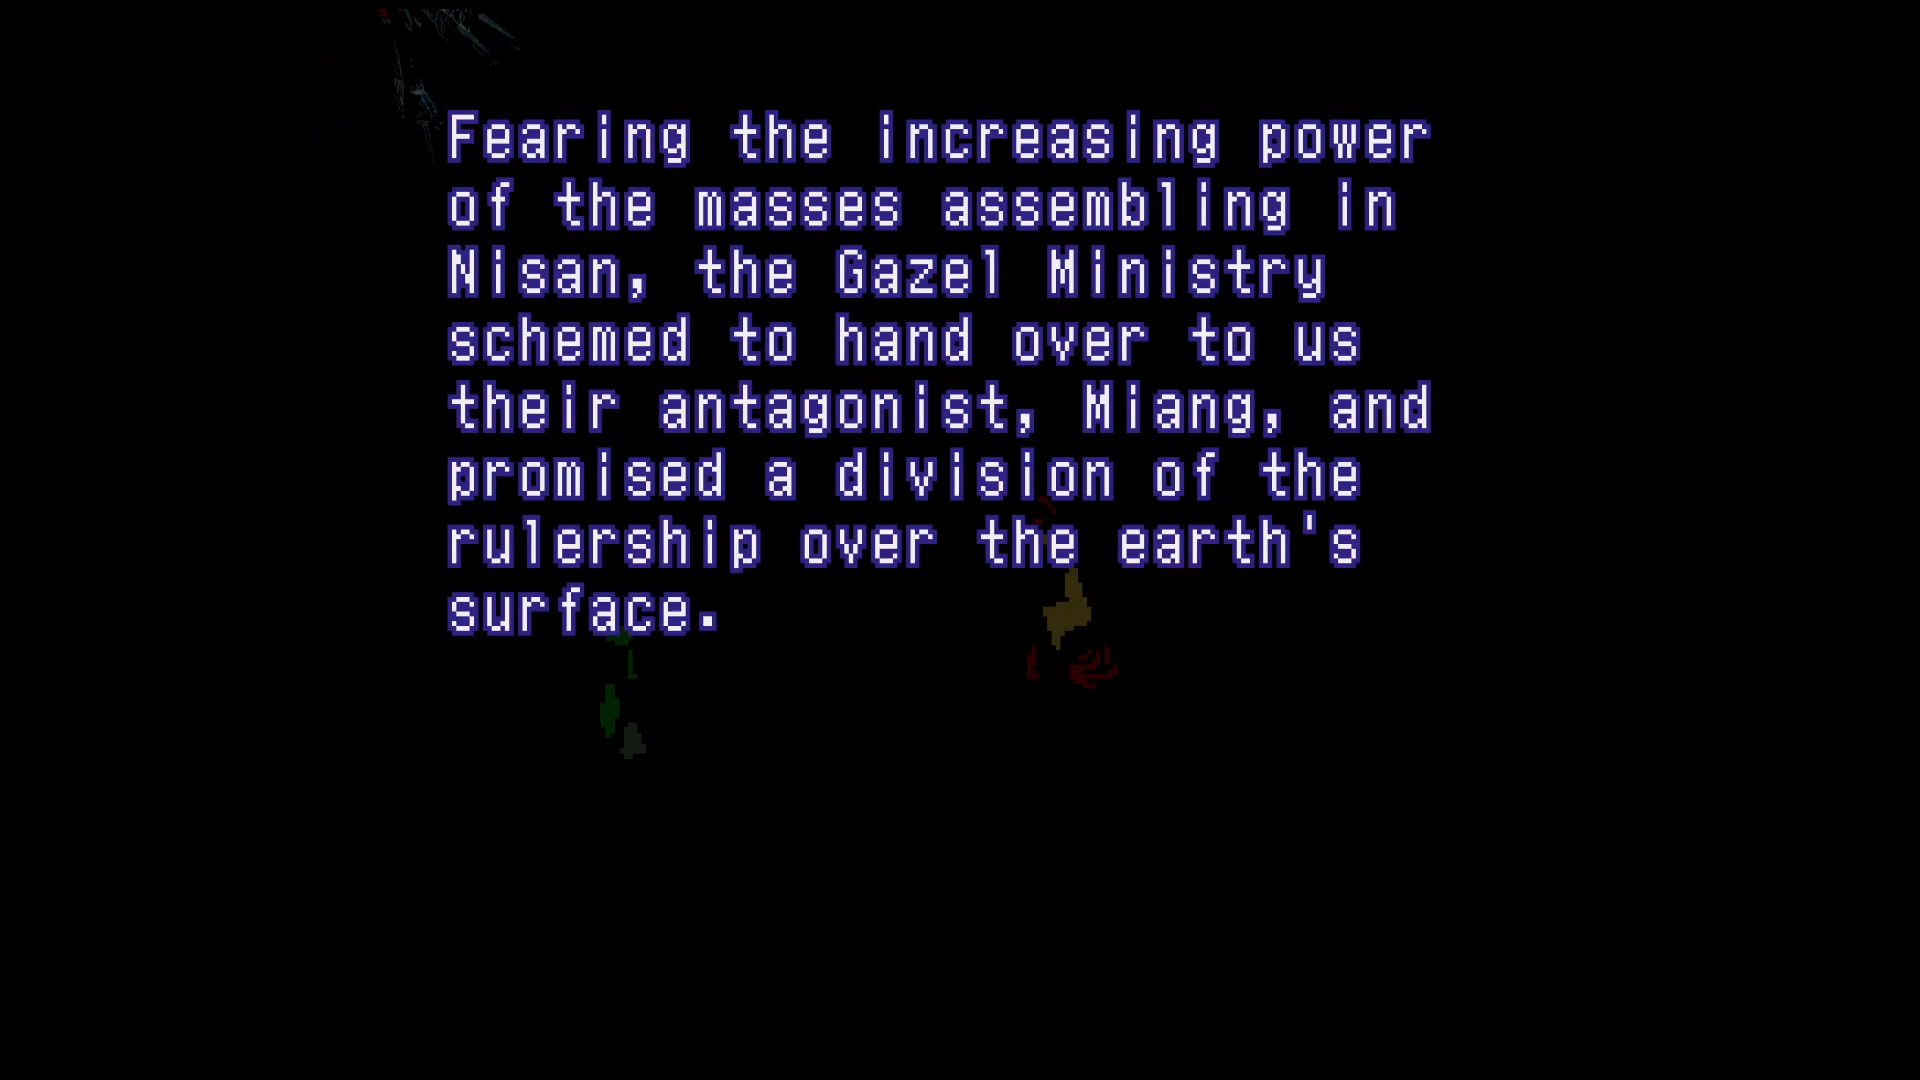 Fearing the increasing power
of the masses assembling in
Nisan, the Gazel Ministry
schemed to hand over to us
their antagonist, Miang, and
promised a division of the
rulership over the earth's
surface.